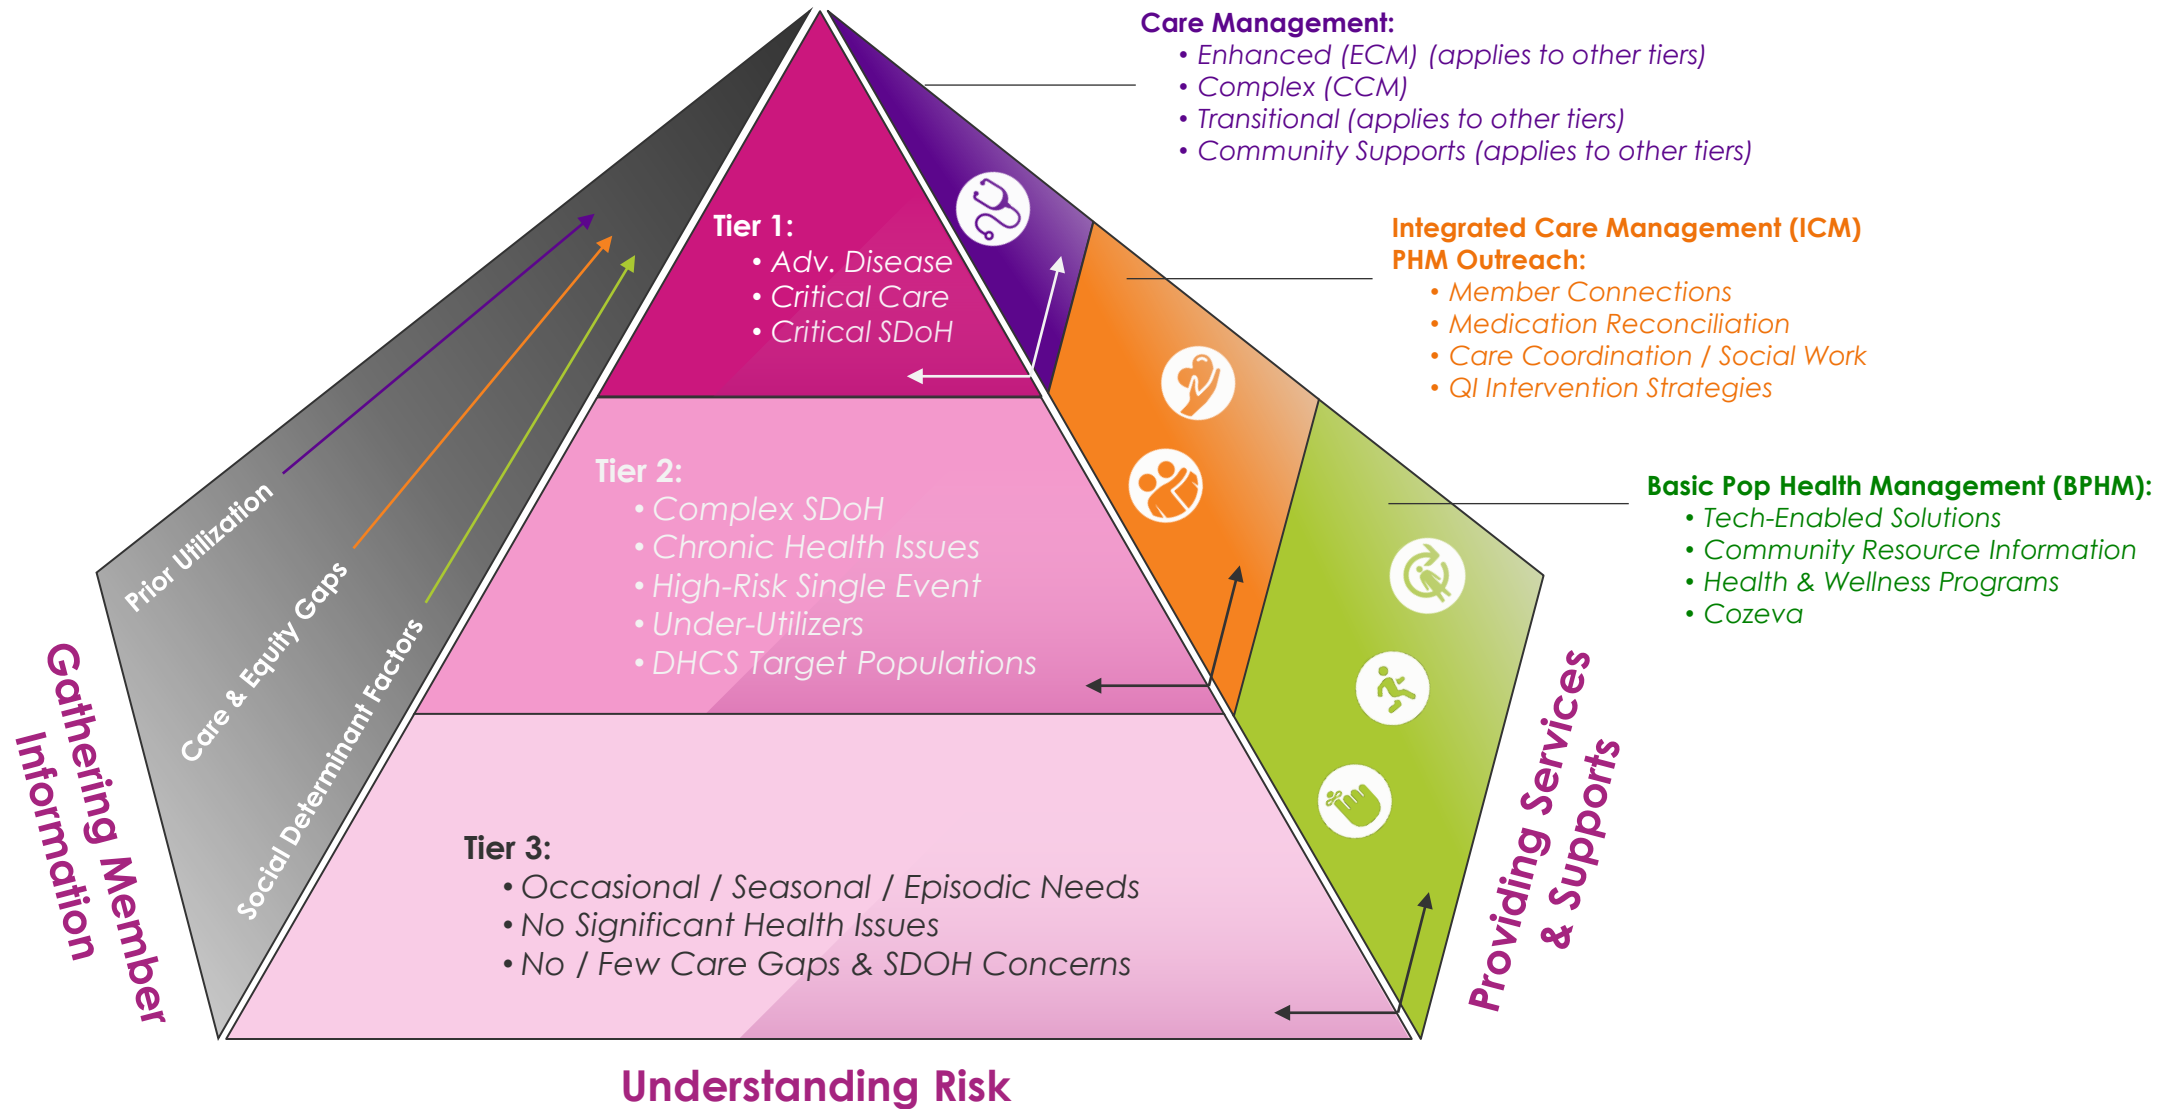 Care Management:
• Enhanced (ECM) (applies to other tiers)
• Complex (CCM)
• Transitional (applies to other tiers)
• Community Supports (applies to other tiers)
Integrated Care Management (ICM)
PHM Outreach:
• Member Connections
• Medication Reconciliation
• Care Coordination / Social Work
• QI Intervention Strategies
Basic Pop Health Management (BPHM):
• Tech-Enabled Solutions
• Community Resource Information
• Health & Wellness Programs
• Cozeva
Tier 1:
• Adv. Disease
• Critical Care
• Critical SDoH
Tier 2:
• Complex SDoH
• Chronic Health Issues
• High-Risk Single Event
• Under-Utilizers
• DHCS Target Populations
Tier 3:
• Occasional / Seasonal / Episodic Needs
• No Significant Health Issues
• No / Few Care Gaps & SDOH Concerns
Prior Utilization
Care & Equity Gaps
Social Determinant Factors
Gathering Member
Information
Providing Services
& Supports
Understanding Risk